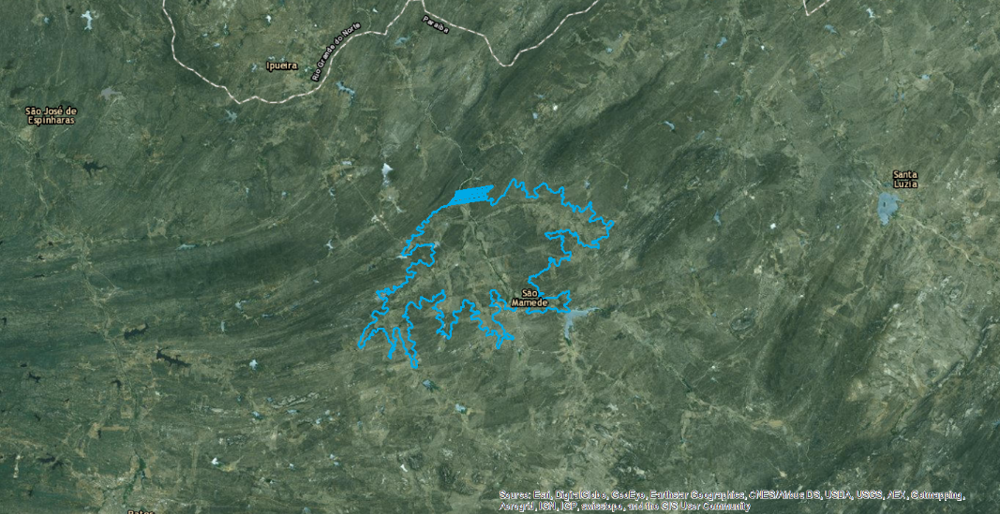 Rio Grande do Norte
Paraíba
Ipueira
São José de
Espinharas
Santa
Luzia
São
Mamede
Source: Esri, DigitalGlobe, GeoEye, Earthstar Geographics, CNES/Airbus DS, USDA, USGS, AEX, Getmapping,
Aerogrid, IGN, IGP, swisstopo, and the GIS User Community